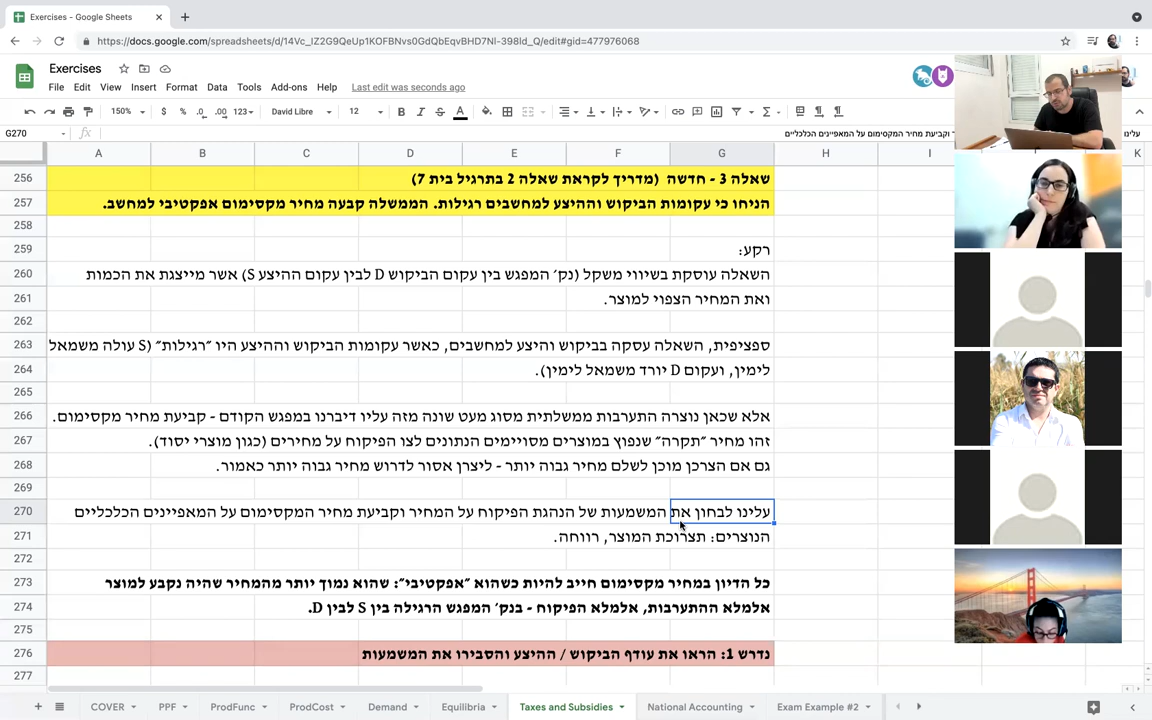 Exercises - Google Sheets
https://docs.google.com/spreadsheets/d/14Vc_IZ2G9QeUp1KOFBNvs0GdQbEqvBHD7Nl-398ld_Q/edit#gid=477976068
Exercises
File Edit View Insert Format Data Tools Add-ons Help Last edit was seconds ago
150% $ % .0 .00 123 David Libre 12 B I S A
G270 fx
A B C D E F G H I K
256 שאלה 3 - חדשה (מדריך לקראת שאלה 2 בתרגיל בית 7)
257 הניחו כי עקומות הביקוש וההיצע למחשבים רגילות. הממשלה קבעה מחיר מקסימום אפקטיבי למחשב.
258
259 רקע:
260 השאלה עוסקת בשיווי משקל (נק׳ המפגש בין עקום הביקוש D לבין עקום ההיצע S) אשר מייצגת את הכמות
261 ואת המחיר הצפוי למוצר.
262
263 ספציפית, השאלה עסקה בביקוש והיצע למחשבים, כאשר עקומות הביקוש וההיצע היו ״רגילות״ (S עולה משמאל
264 לימין, ועקום D יורד משמאל לימין).
265
266 אלא שכאן נוצרה התערבות ממשלתית מסוג מעט שונה מזה עליו דיברנו במפגש הקודם - קביעת מחיר מקסימום.
267 זהו מחיר ״תקרה״ שנפוץ במוצרים מסויימים הנתונים לצו הפיקוח על מחירים (כגון מוצרי יסוד).
268 גם אם הצרכן מוכן לשלם מחיר גבוה יותר - ליצרן אסור לדרוש מחיר גבוה יותר כאמור.
269
270 עלינו לבחון את המשמעות של הנהגת הפיקוח על המחיר וקביעת מחיר המקסימום על המאפיינים הכלכליים
271 הנוצרים: תצרוכת המוצר, רווחה.
272
273 כל הדיון במחיר מקסימום חייב להיות כשהוא ״אפקטיבי״: שהוא נמוך יותר מהמחיר שהיה נקבע למוצר
274 אלמלא ההתערבות, אלמלא הפיקוח - בנק׳ המפגש הרגילה בין S לבין D.
275
276 נדרש 1: הראו את עודף הביקוש / ההיצע והסבירו את המשמעות
277
COVER PPF ProdFunc ProdCost Demand Equilibria Taxes and Subsidies National Accounting Exam Example #2